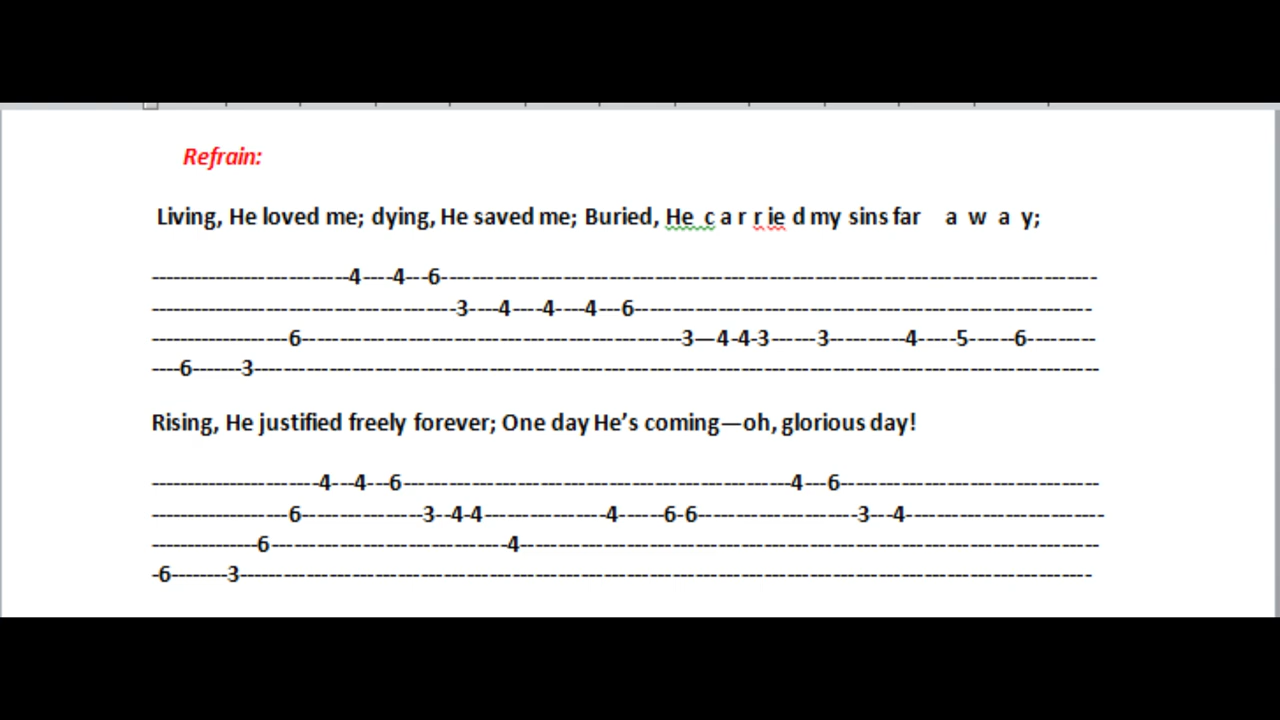 Refrain:
Living, He loved me; dying, He saved me; Buried, He c a r r ie d my sins far a w a y;
---------------------------4----4---6------------------------------------------------------------------------------------------
------------------------------------------3----4----4----4---6---------------------------------------------------------------
-------------------6----------------------------------------------------3—4-4-3------3----------4-----5------6---------
----6-------3--------------------------------------------------------------------------------------------------------------------
Rising, He justified freely forever; One day He’s coming—oh, glorious day!
-----------------------4---4---6-----------------------------------------------------4---6-----------------------------------
-------------------6-----------------3--4-4-----------------4------6-6----------------------3---4---------------------------
--------------6--------------------------------4-------------------------------------------------------------------------------
-6--------3---------------------------------------------------------------------------------------------------------------------